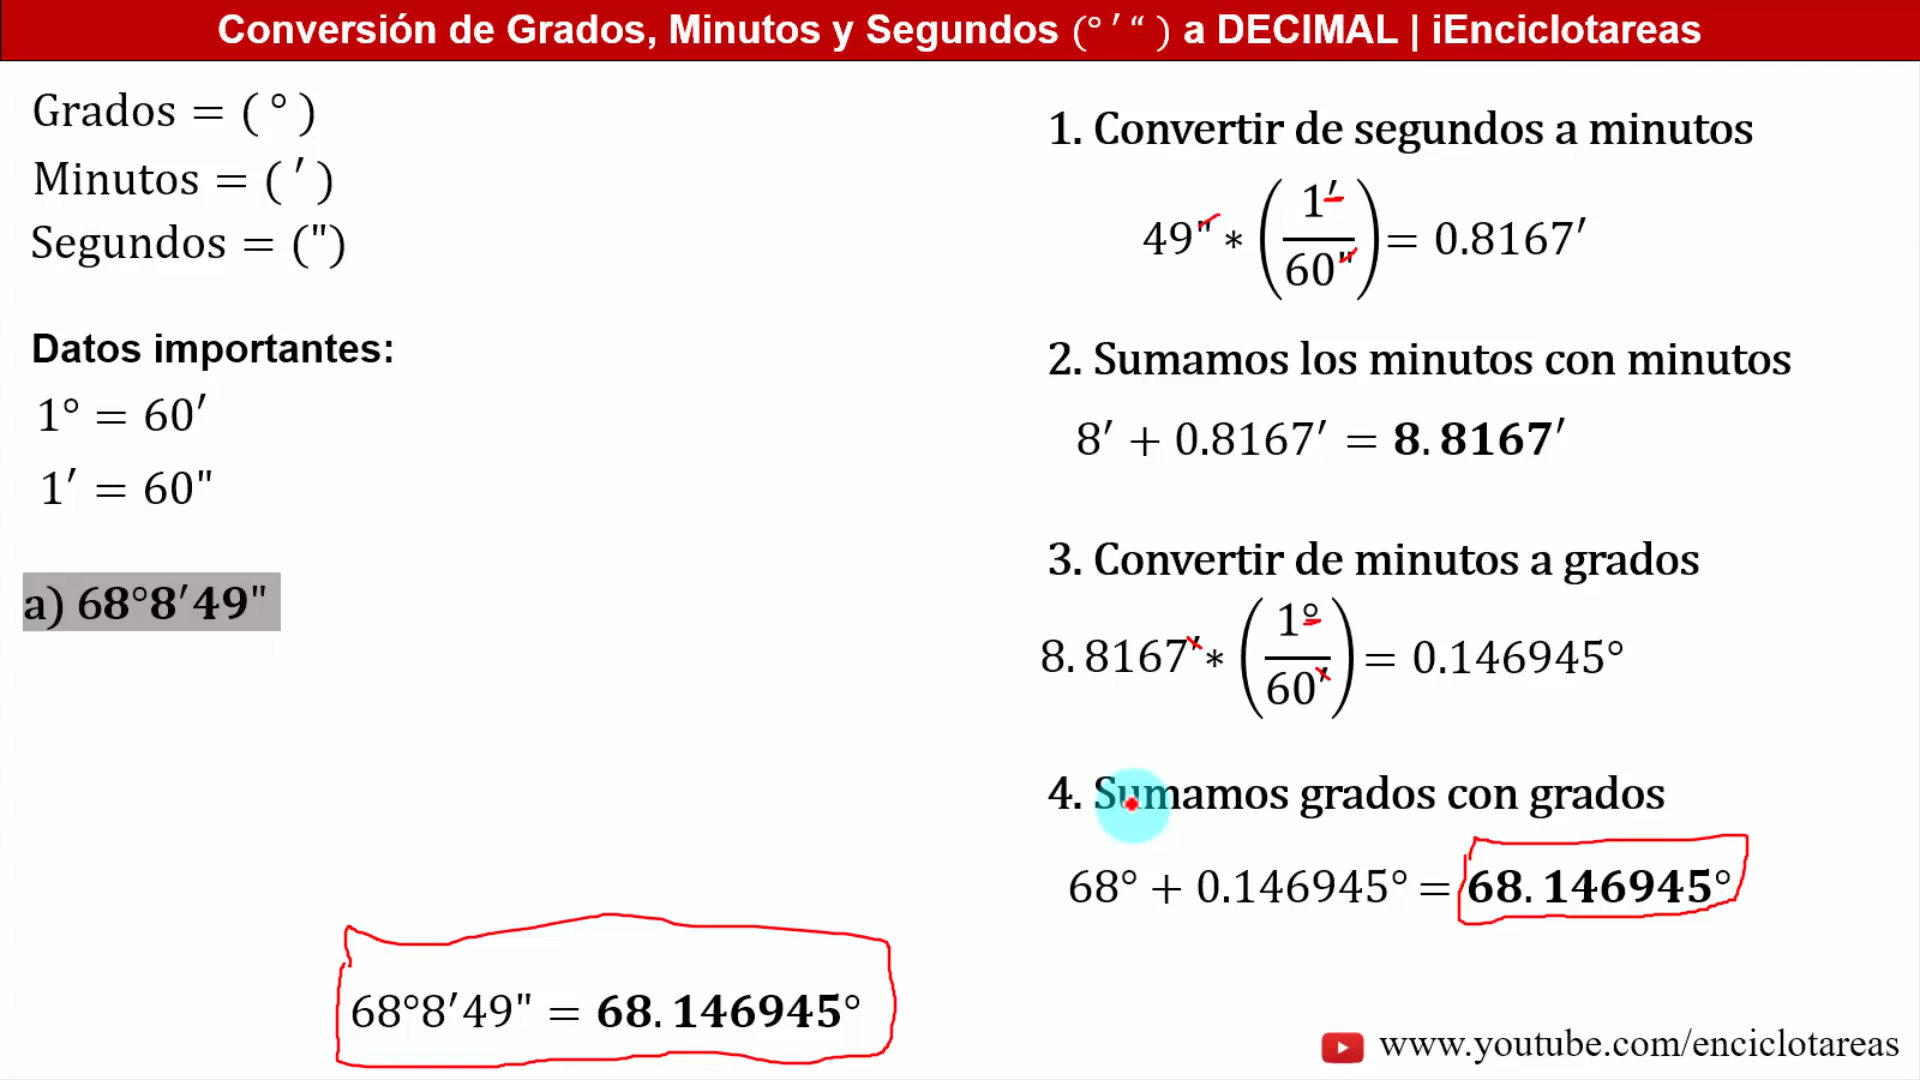 Conversión de Grados, Minutos y Segundos (° ′ “ ) a DECIMAL | iEnciclotareas
Grados = ( ° )
Minutos = ( ′ )
Segundos = (")
Datos importantes:
1° = 60′
1′ = 60"
a) 68°8′49"
68°8′49" = 68.146945°
1. Convertir de segundos a minutos
49" * (1′/60") = 0.8167′
2. Sumamos los minutos con minutos
8′ + 0.8167′ = 8.8167′
3. Convertir de minutos a grados
8.8167′ * (1°/60′) = 0.146945°
4. Sumamos grados con grados
68° + 0.146945° = 68.146945°
www.youtube.com/enciclotareas